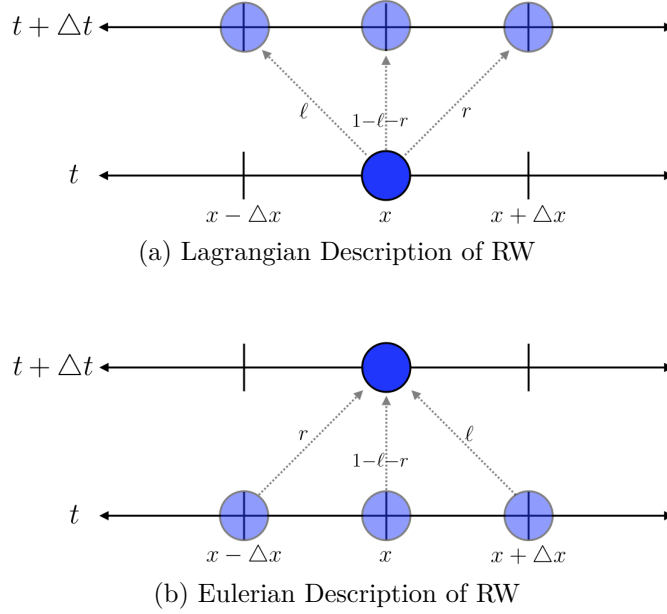 t + △t
ℓ
1−ℓ−r
r
t
x − △x
x
x + △x
(a) Lagrangian Description of RW
t + △t
r
1−ℓ−r
ℓ
t
x − △x
x
x + △x
(b) Eulerian Description of RW